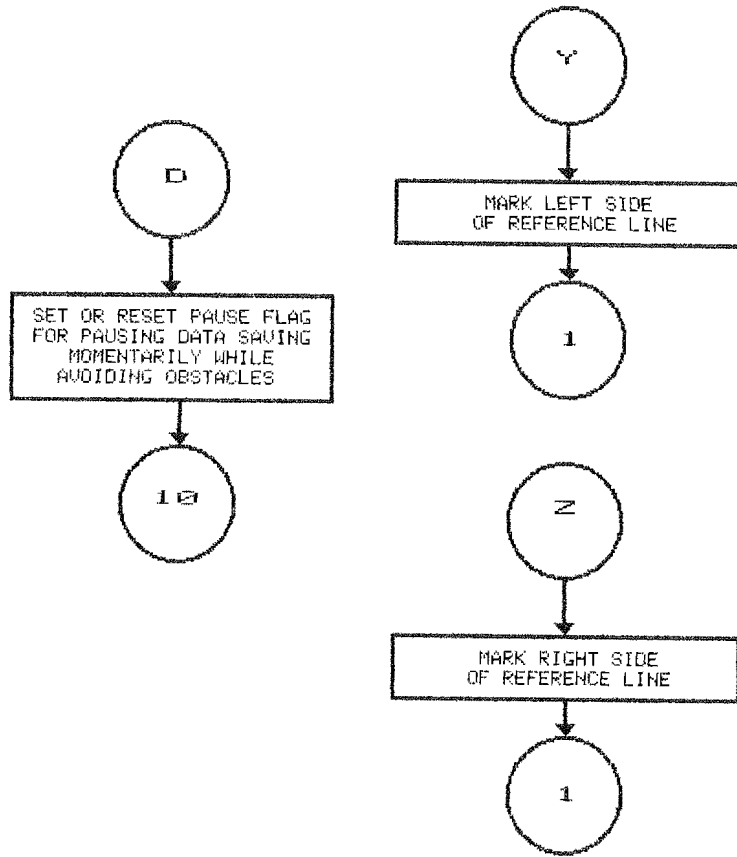 D
SET OR RESET PAUSE FLAG
FOR PAUSING DATA SAVING
MOMENTARILY WHILE
AVOIDING OBSTACLES
10
Y
MARK LEFT SIDE
OF REFERENCE LINE
1
Z
MARK RIGHT SIDE
OF REFERENCE LINE
1